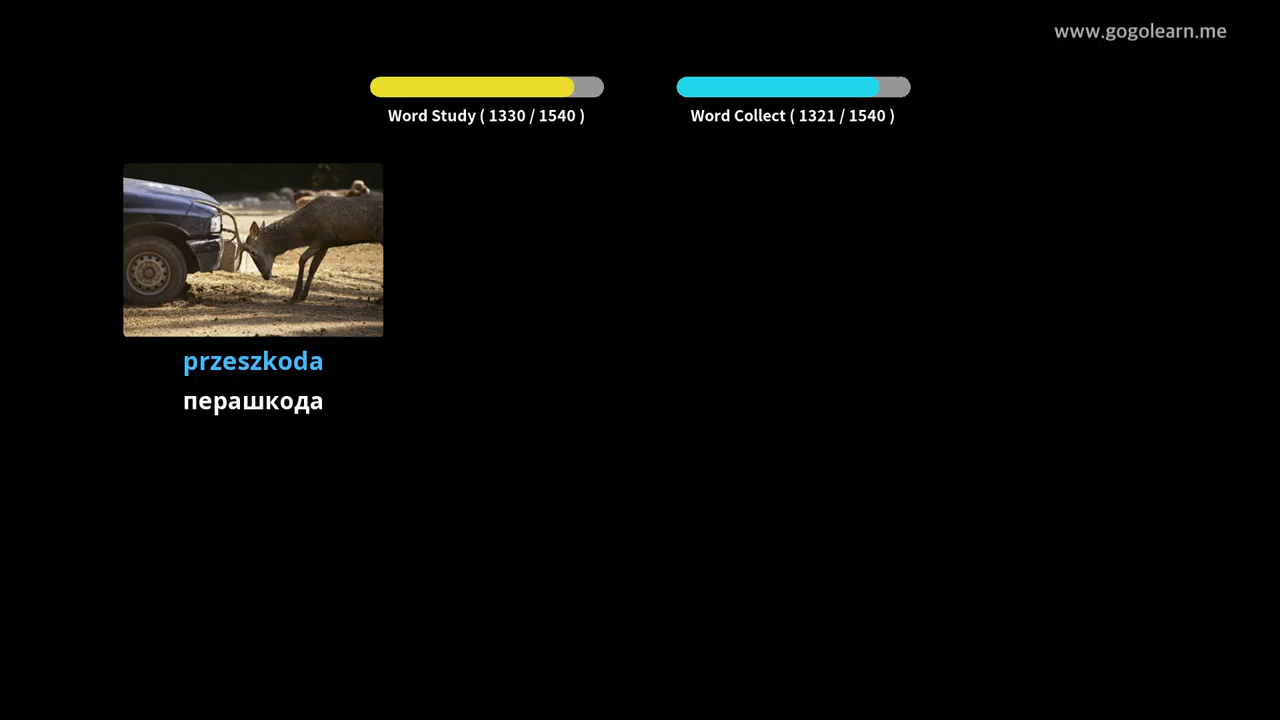 www.gogolearn.me
Word Study ( 1330 / 1540 )
Word Collect ( 1321 / 1540 )
przeszkoda
перашкода